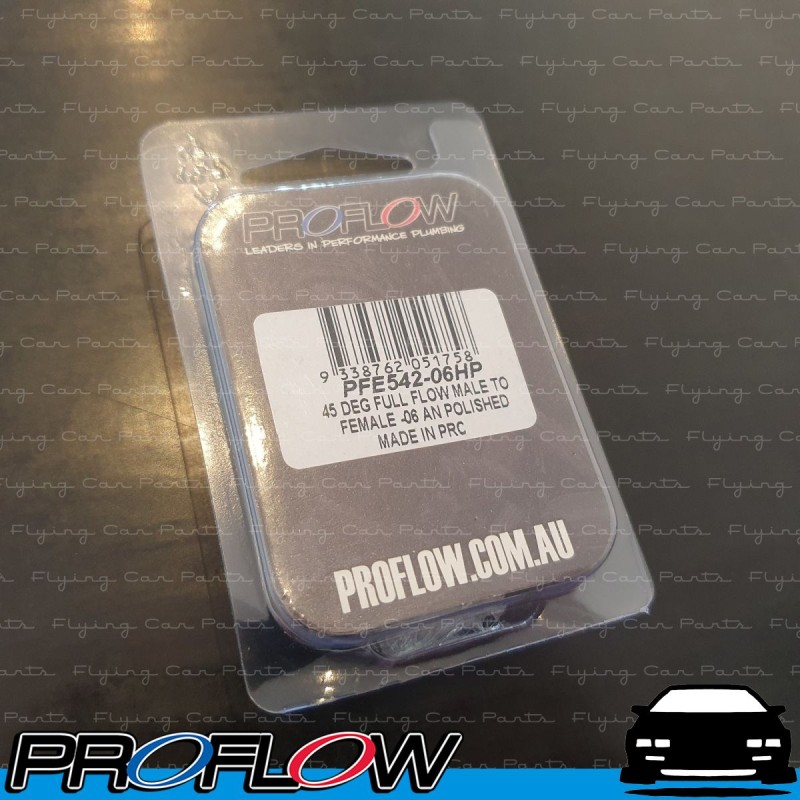 Flying Car Parts
PROFLOW
LEADERS IN PERFORMANCE PLUMBING
9 338762 051758
PFE542-06HP
45 DEG FULL FLOW MALE TO
FEMALE -06 AN POLISHED
MADE IN PRC
PROFLOW.COM.AU
PROFLOW